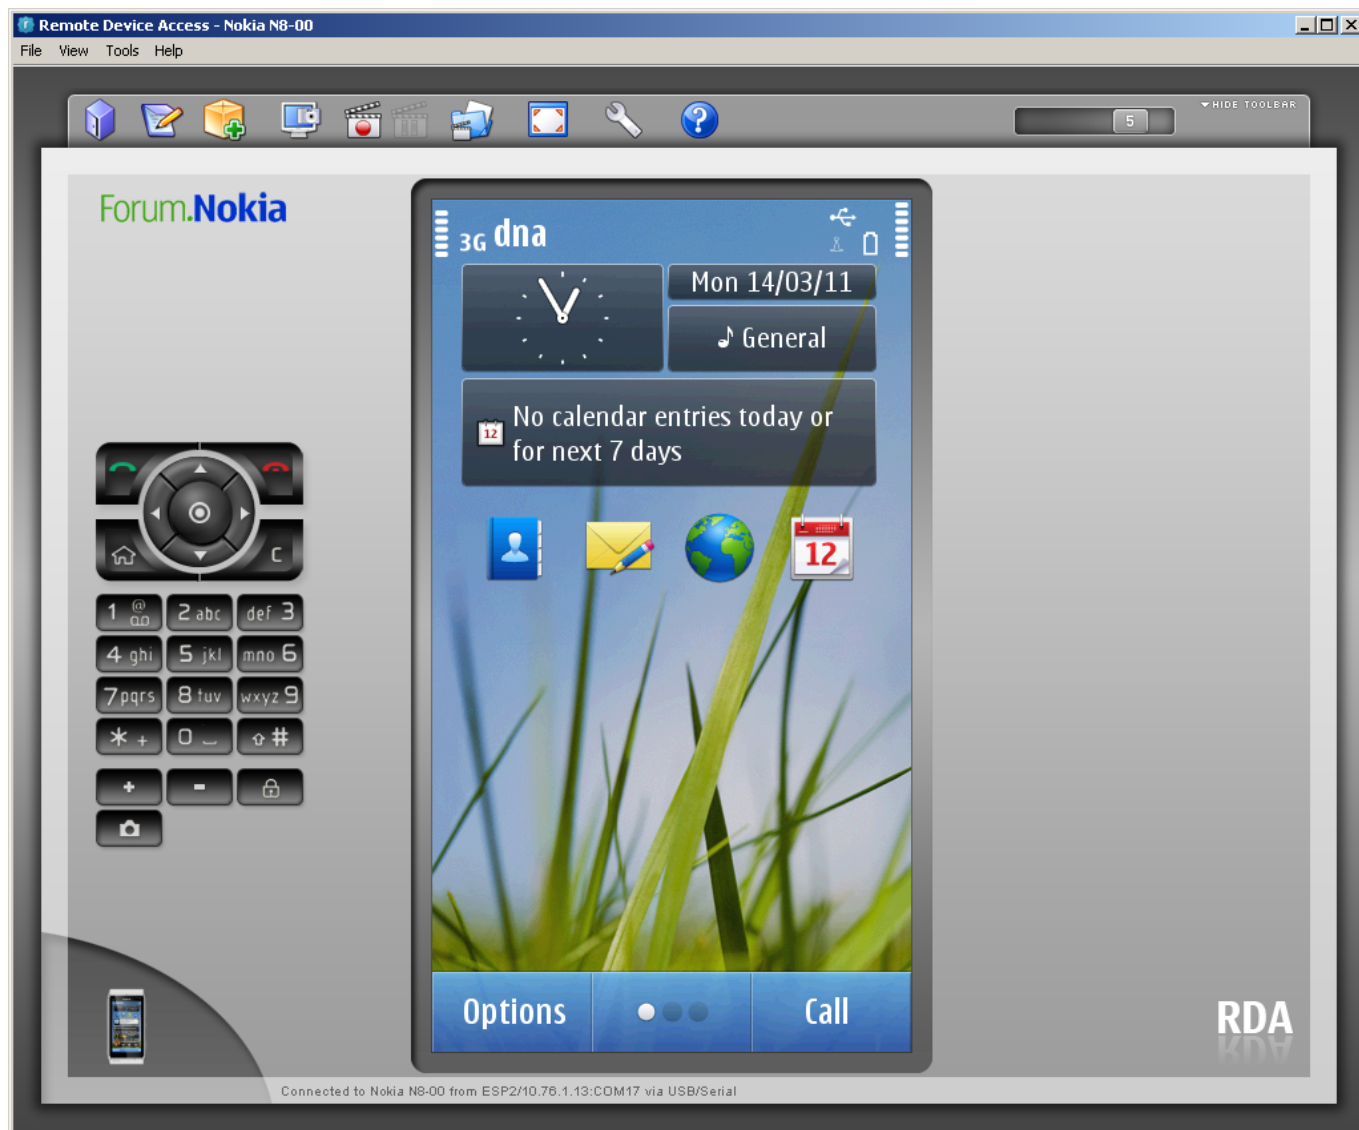 Remote Device Access - Nokia N8-00
File View Tools Help
5
HIDE TOOLBAR
Forum.Nokia
3G dna
Mon 14/03/11
General
12 No calendar entries today or
for next 7 days
12
C
1 @ 2 abc def 3
4 ghi 5 jkl mno 6
7 pqrs 8 tuv wxyz 9
* + 0 #
+ -
Options Call
RDA
Connected to Nokia N8-00 from ESP2/10.76.1.13:COM17 via USB/Serial